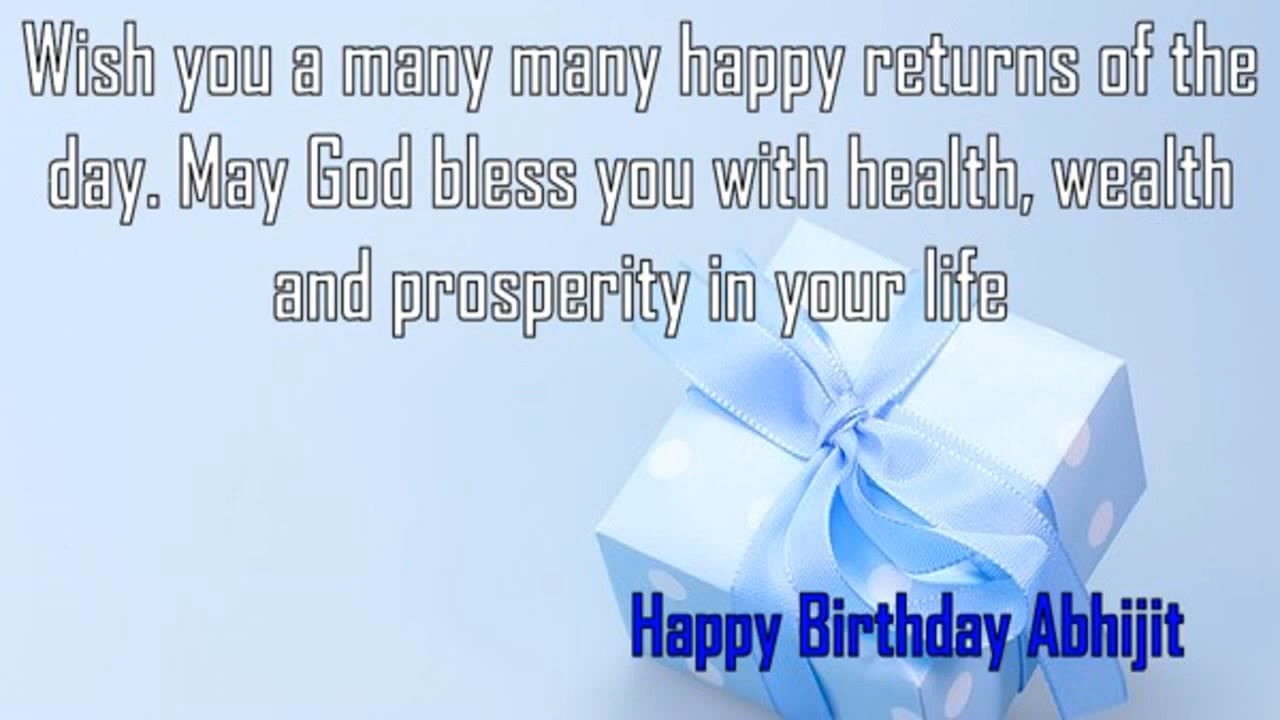 Wish you a many many happy returns of the
day. May God bless you with health, wealth
and prosperity in your life
Happy Birthday Abhijit